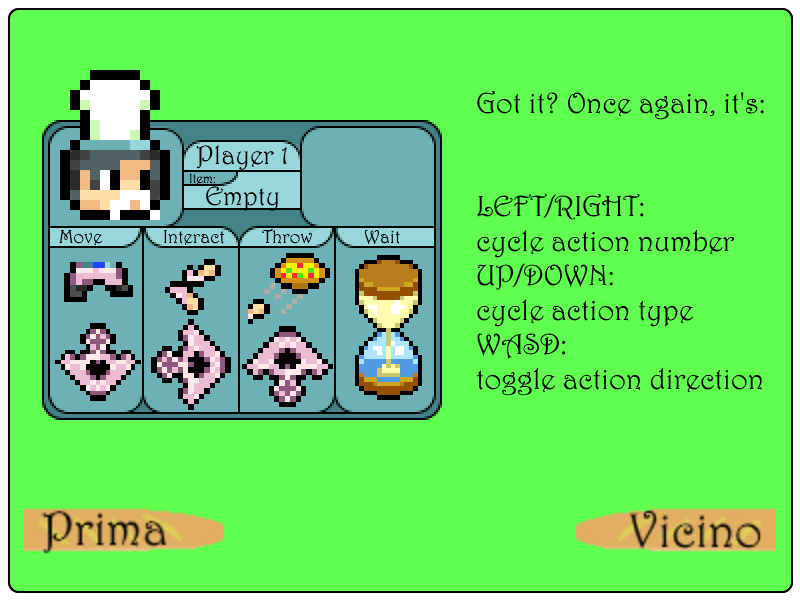 Got it? Once again, it's:
Player 1
Item:
Empty
Move Interact Throw Wait
LEFT/RIGHT:
cycle action number
UP/DOWN:
cycle action type
WASD:
toggle action direction
Prima
Vicino